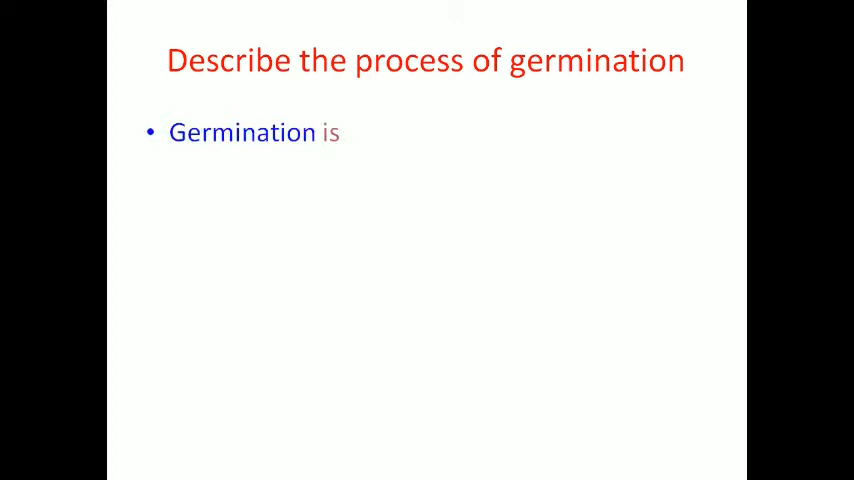 Describe the process of germination
• Germination is